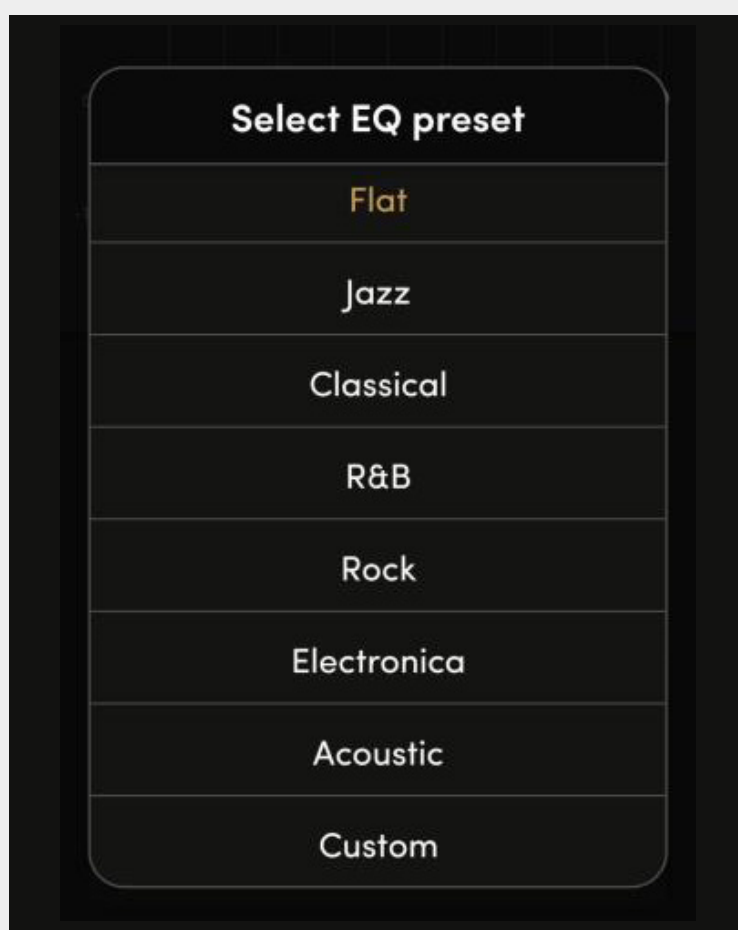 Select EQ preset
Flat
Jazz
Classical
R&B
Rock
Electronica
Acoustic
Custom